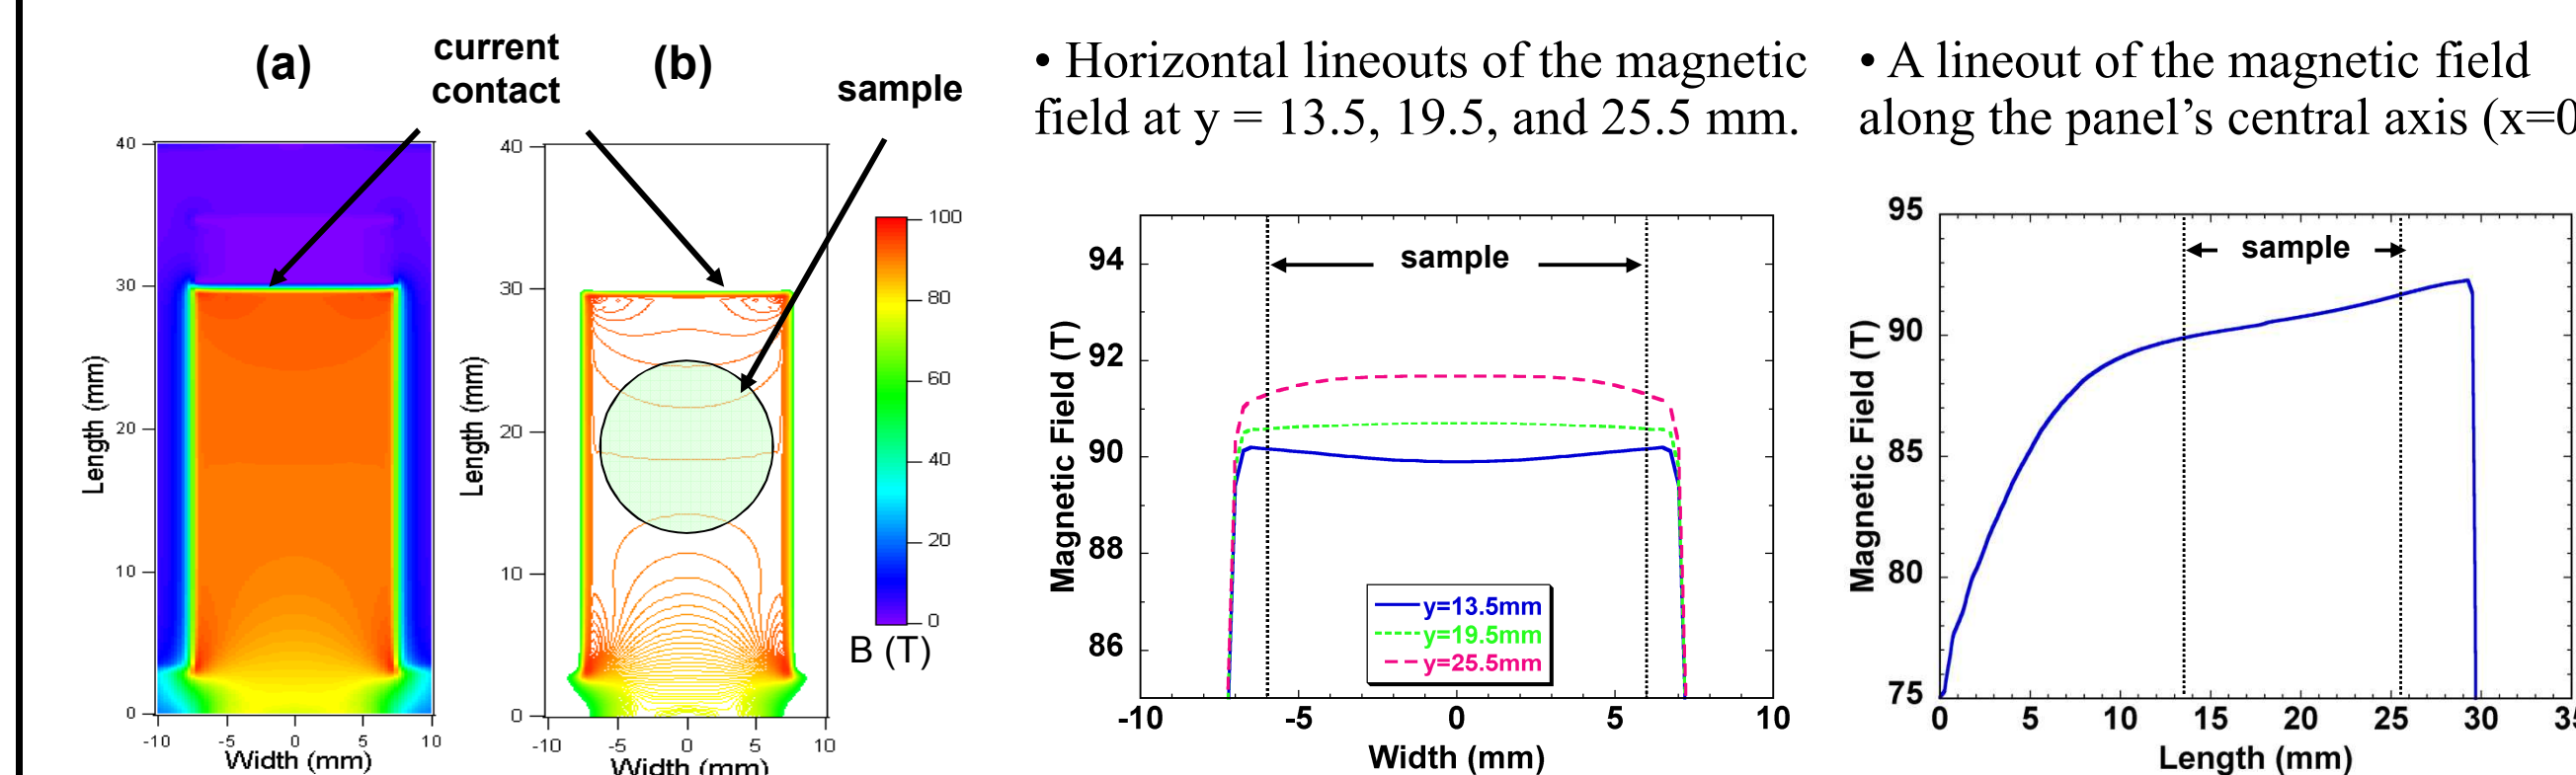 (a)
current
contact
(b)
sample
• Horizontal lineouts of the magnetic
field at y = 13.5, 19.5, and 25.5 mm.
• A lineout of the magnetic field
along the panel's central axis (x=0
40
30
20
10
0
-10 -5 0 5 10
Length (mm)
Width (mm)
40
30
20
10
0
-10 -5 0 5 10
Length (mm)
Width (mm)
100
80
60
40
20
0
B (T)
94
92
90
88
86
-10 -5 0 5 10
Magnetic Field (T)
Width (mm)
sample
y=13.5mm
y=19.5mm
y=25.5mm
95
90
85
80
75
0 5 10 15 20 25 30 35
Magnetic Field (T)
Length (mm)
sample